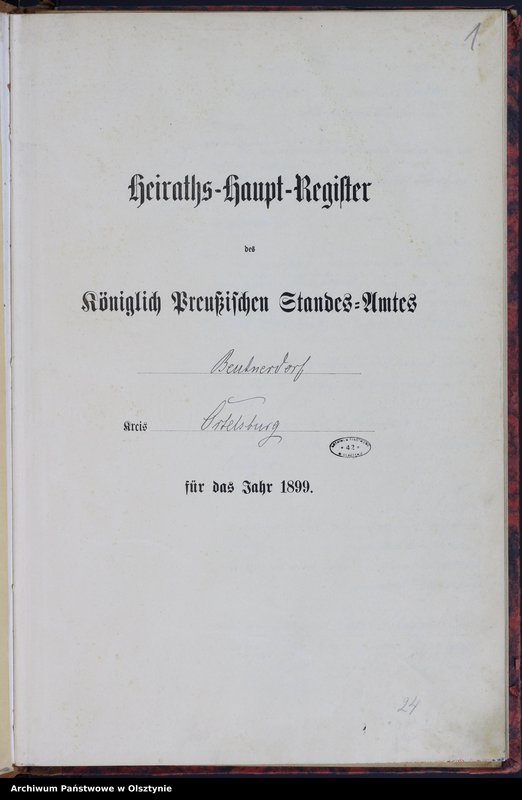 1
Heiraths-Haupt-Register
des
Königlich Preußischen Standes-Amtes
Beutnerdorf
Kreis Ortelsburg
42
für das Jahr 1899.
24
Archiwum Państwowe w Olsztynie